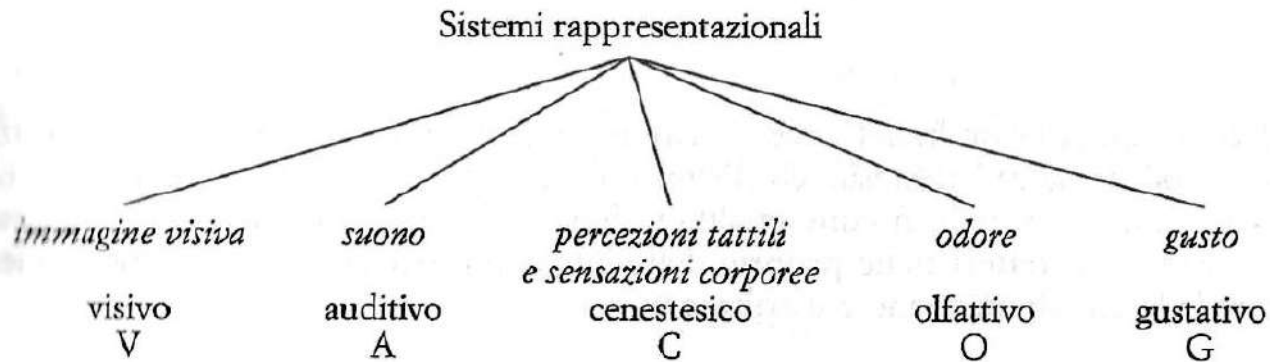 Sistemi rappresentazionali
immagine visiva suono percezioni tattili odore gusto
e sensazioni corporee
visivo auditivo cenestesico olfattivo gustativo
V A C O G